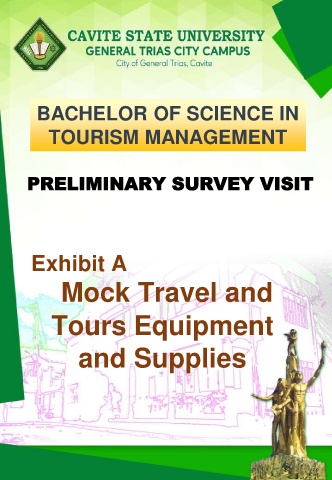 CAVITE STATE UNIVERSITY
GENERAL TRIAS CITY CAMPUS
City of General Trias, Cavite
BACHELOR OF SCIENCE IN
TOURISM MANAGEMENT
PRELIMINARY SURVEY VISIT
Exhibit A
Mock Travel and
Tours Equipment
and Supplies